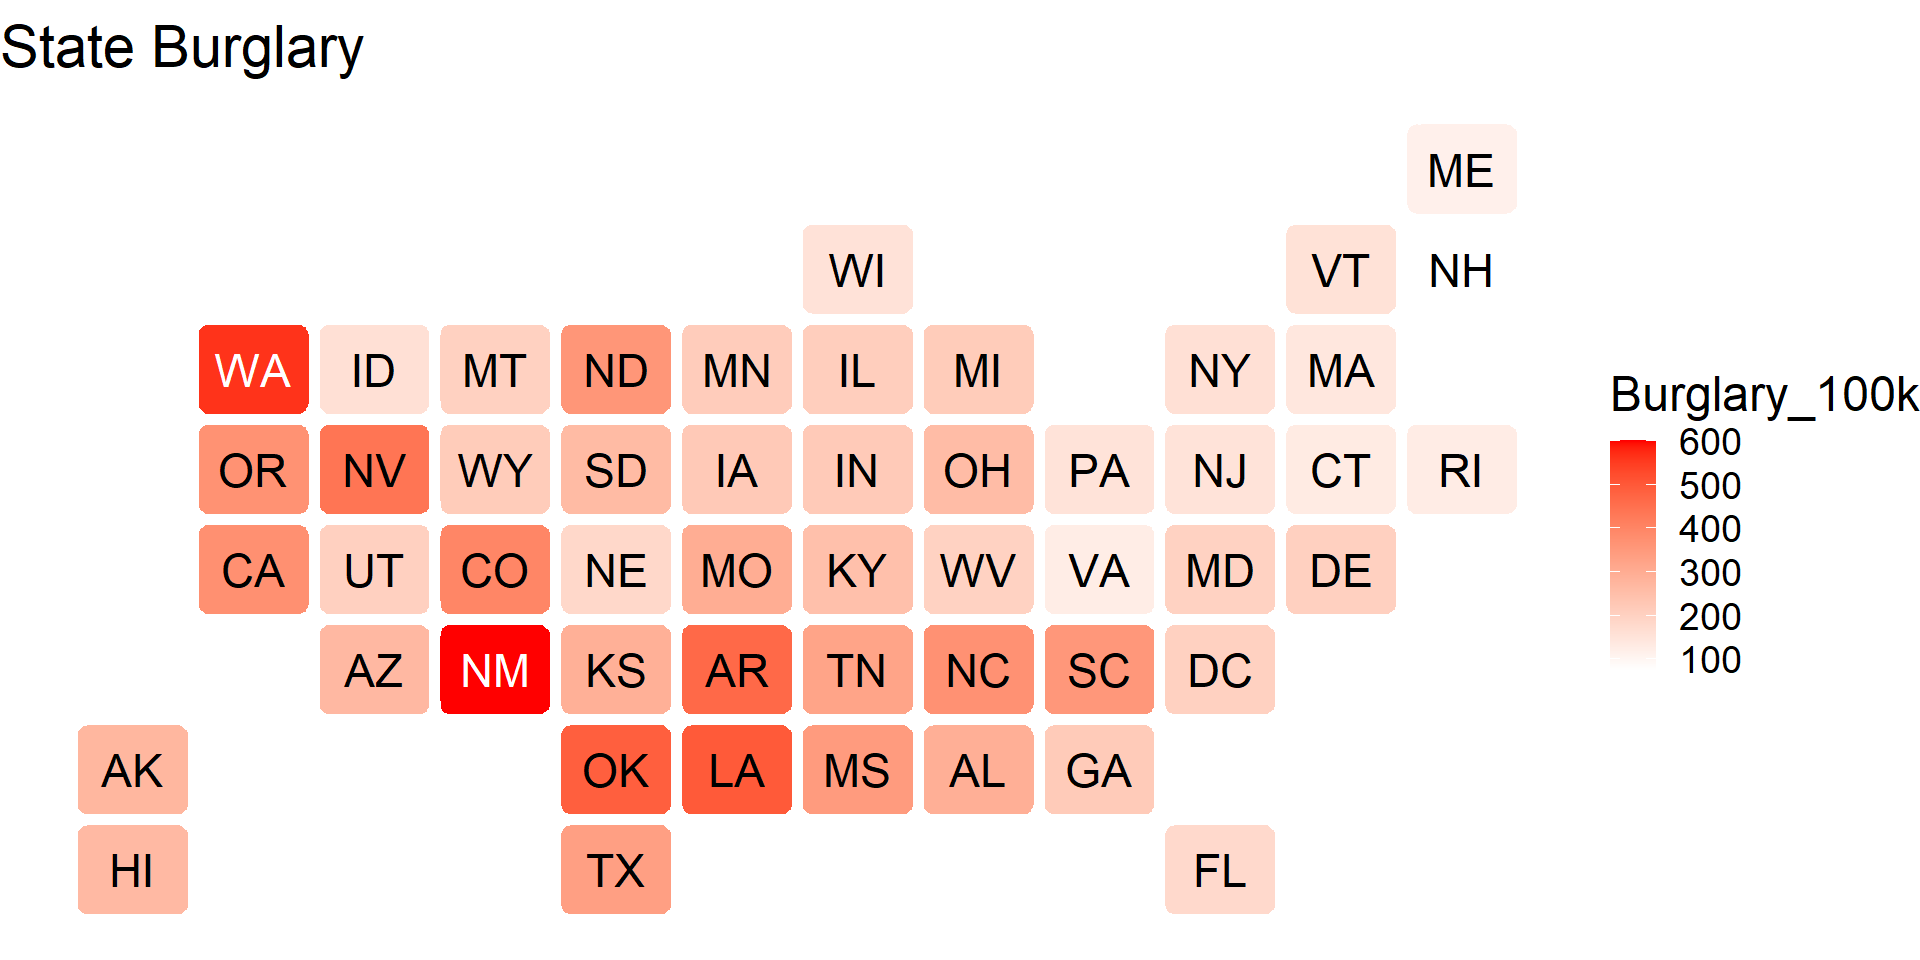 State Burglary
ME
WI VT NH
WA ID MT ND MN IL MI NY MA
OR NV WY SD IA IN OH PA NJ CT RI
CA UT CO NE MO KY WV VA MD DE
AZ NM KS AR TN NC SC DC
AK OK LA MS AL GA
HI TX FL
Burglary_100k
600
500
400
300
200
100